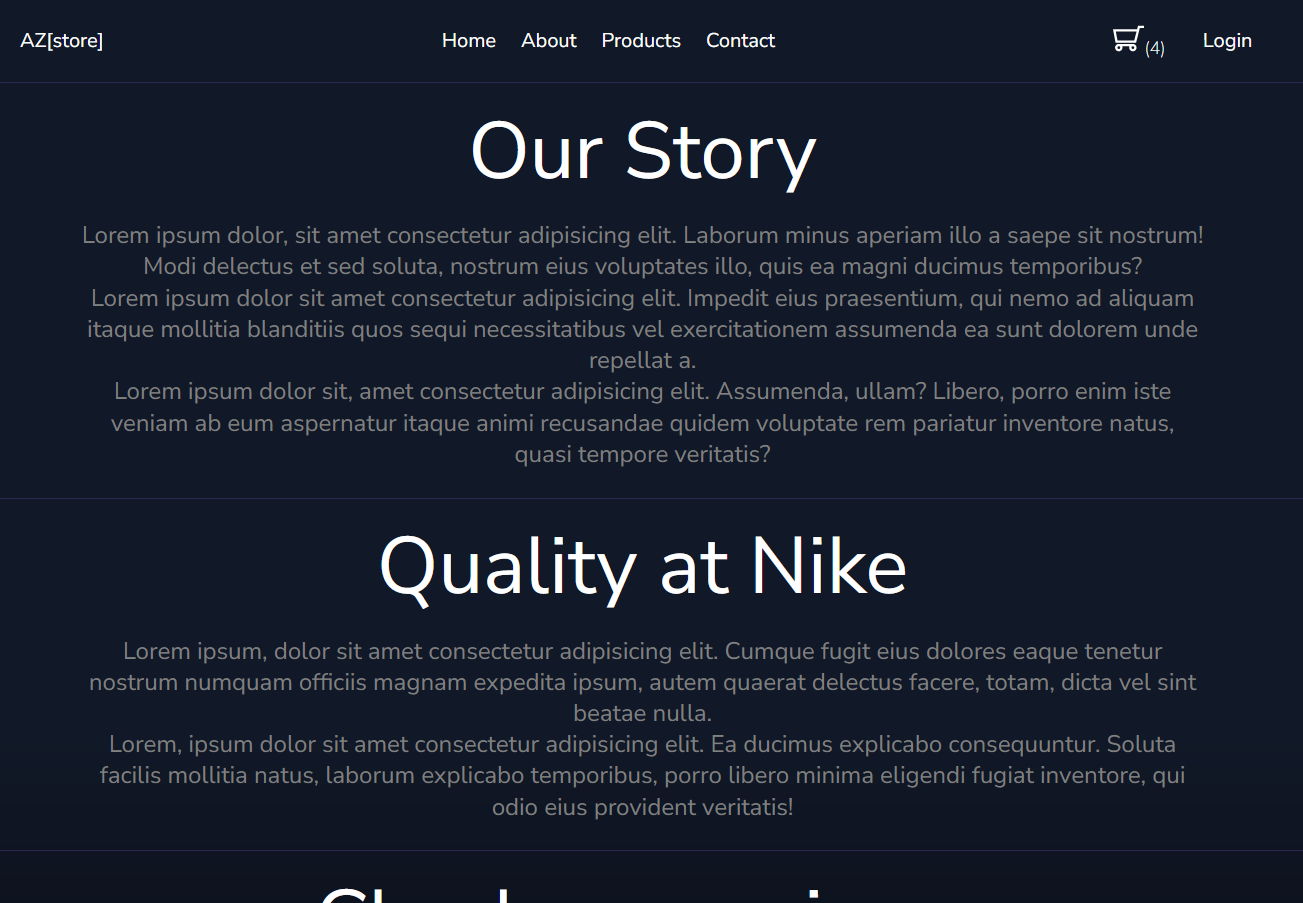 AZ[store]
Home About Products Contact
(4)
Login
Our Story
Lorem ipsum dolor, sit amet consectetur adipisicing elit. Laborum minus aperiam illo a saepe sit nostrum!
Modi delectus et sed soluta, nostrum eius voluptates illo, quis ea magni ducimus temporibus?
Lorem ipsum dolor sit amet consectetur adipisicing elit. Impedit eius praesentium, qui nemo ad aliquam
itaque mollitia blanditiis quos sequi necessitatibus vel exercitationem assumenda ea sunt dolorem unde
repellat a.
Lorem ipsum dolor sit, amet consectetur adipisicing elit. Assumenda, ullam? Libero, porro enim iste
veniam ab eum aspernatur itaque animi recusandae quidem voluptate rem pariatur inventore natus,
quasi tempore veritatis?
Quality at Nike
Lorem ipsum, dolor sit amet consectetur adipisicing elit. Cumque fugit eius dolores eaque tenetur
nostrum numquam officiis magnam expedita ipsum, autem quaerat delectus facere, totam, dicta vel sint
beatae nulla.
Lorem, ipsum dolor sit amet consectetur adipisicing elit. Ea ducimus explicabo consequuntur. Soluta
facilis mollitia natus, laborum explicabo temporibus, porro libero minima eligendi fugiat inventore, qui
odio eius provident veritatis!